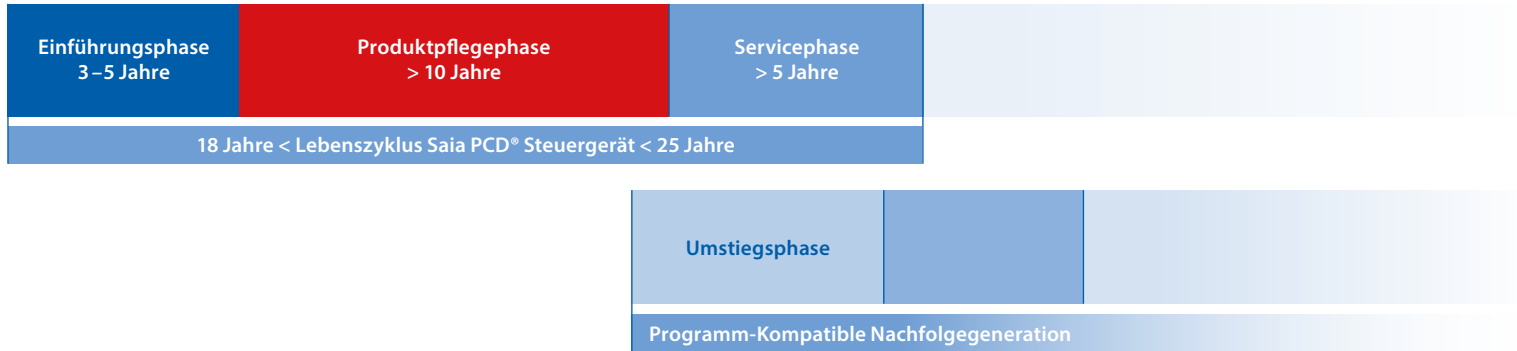 Einführungsphase
3–5 Jahre
Produktpflegephase
> 10 Jahre
Servicephase
> 5 Jahre
18 Jahre < Lebenszyklus Saia PCD® Steuergerät < 25 Jahre
Umstiegsphase
Programm-Kompatible Nachfolgegeneration